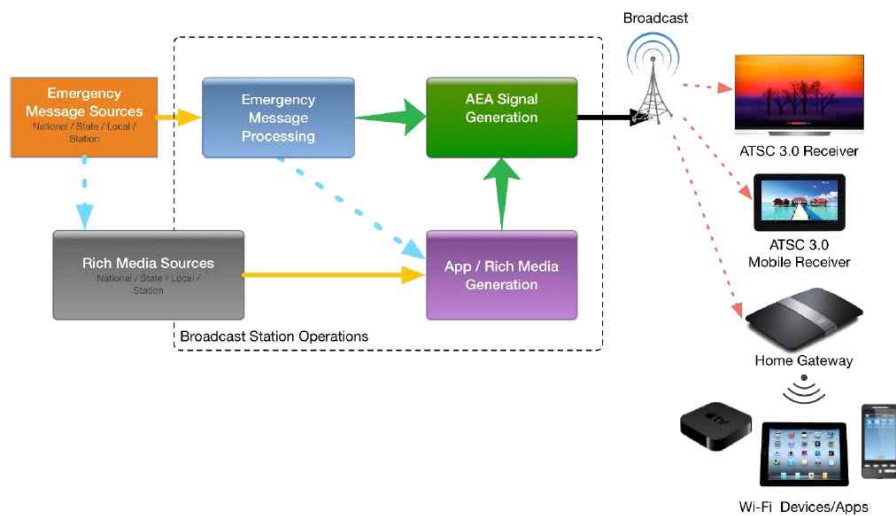 Broadcast
Emergency
Message Sources
National / State / Local /
Station
Emergency
Message
Processing
AEA Signal
Generation
ATSC 3.0 Receiver
ATSC 3.0
Mobile Receiver
Rich Media Sources
National / State / Local /
Station
App / Rich Media
Generation
Broadcast Station Operations
Home Gateway
tv
Wi-Fi Devices/Apps